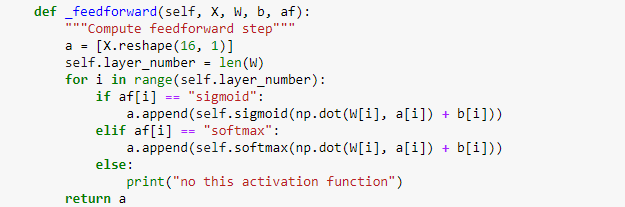 def _feedforward(self, X, W, b, af):
    """Compute feedforward step"""
    a = [X.reshape(16, 1)]
    self.layer_number = len(W)
    for i in range(self.layer_number):
        if af[i] == "sigmoid":
            a.append(self.sigmoid(np.dot(W[i], a[i]) + b[i]))
        elif af[i] == "softmax":
            a.append(self.softmax(np.dot(W[i], a[i]) + b[i]))
        else:
            print("no this activation function")
    return a